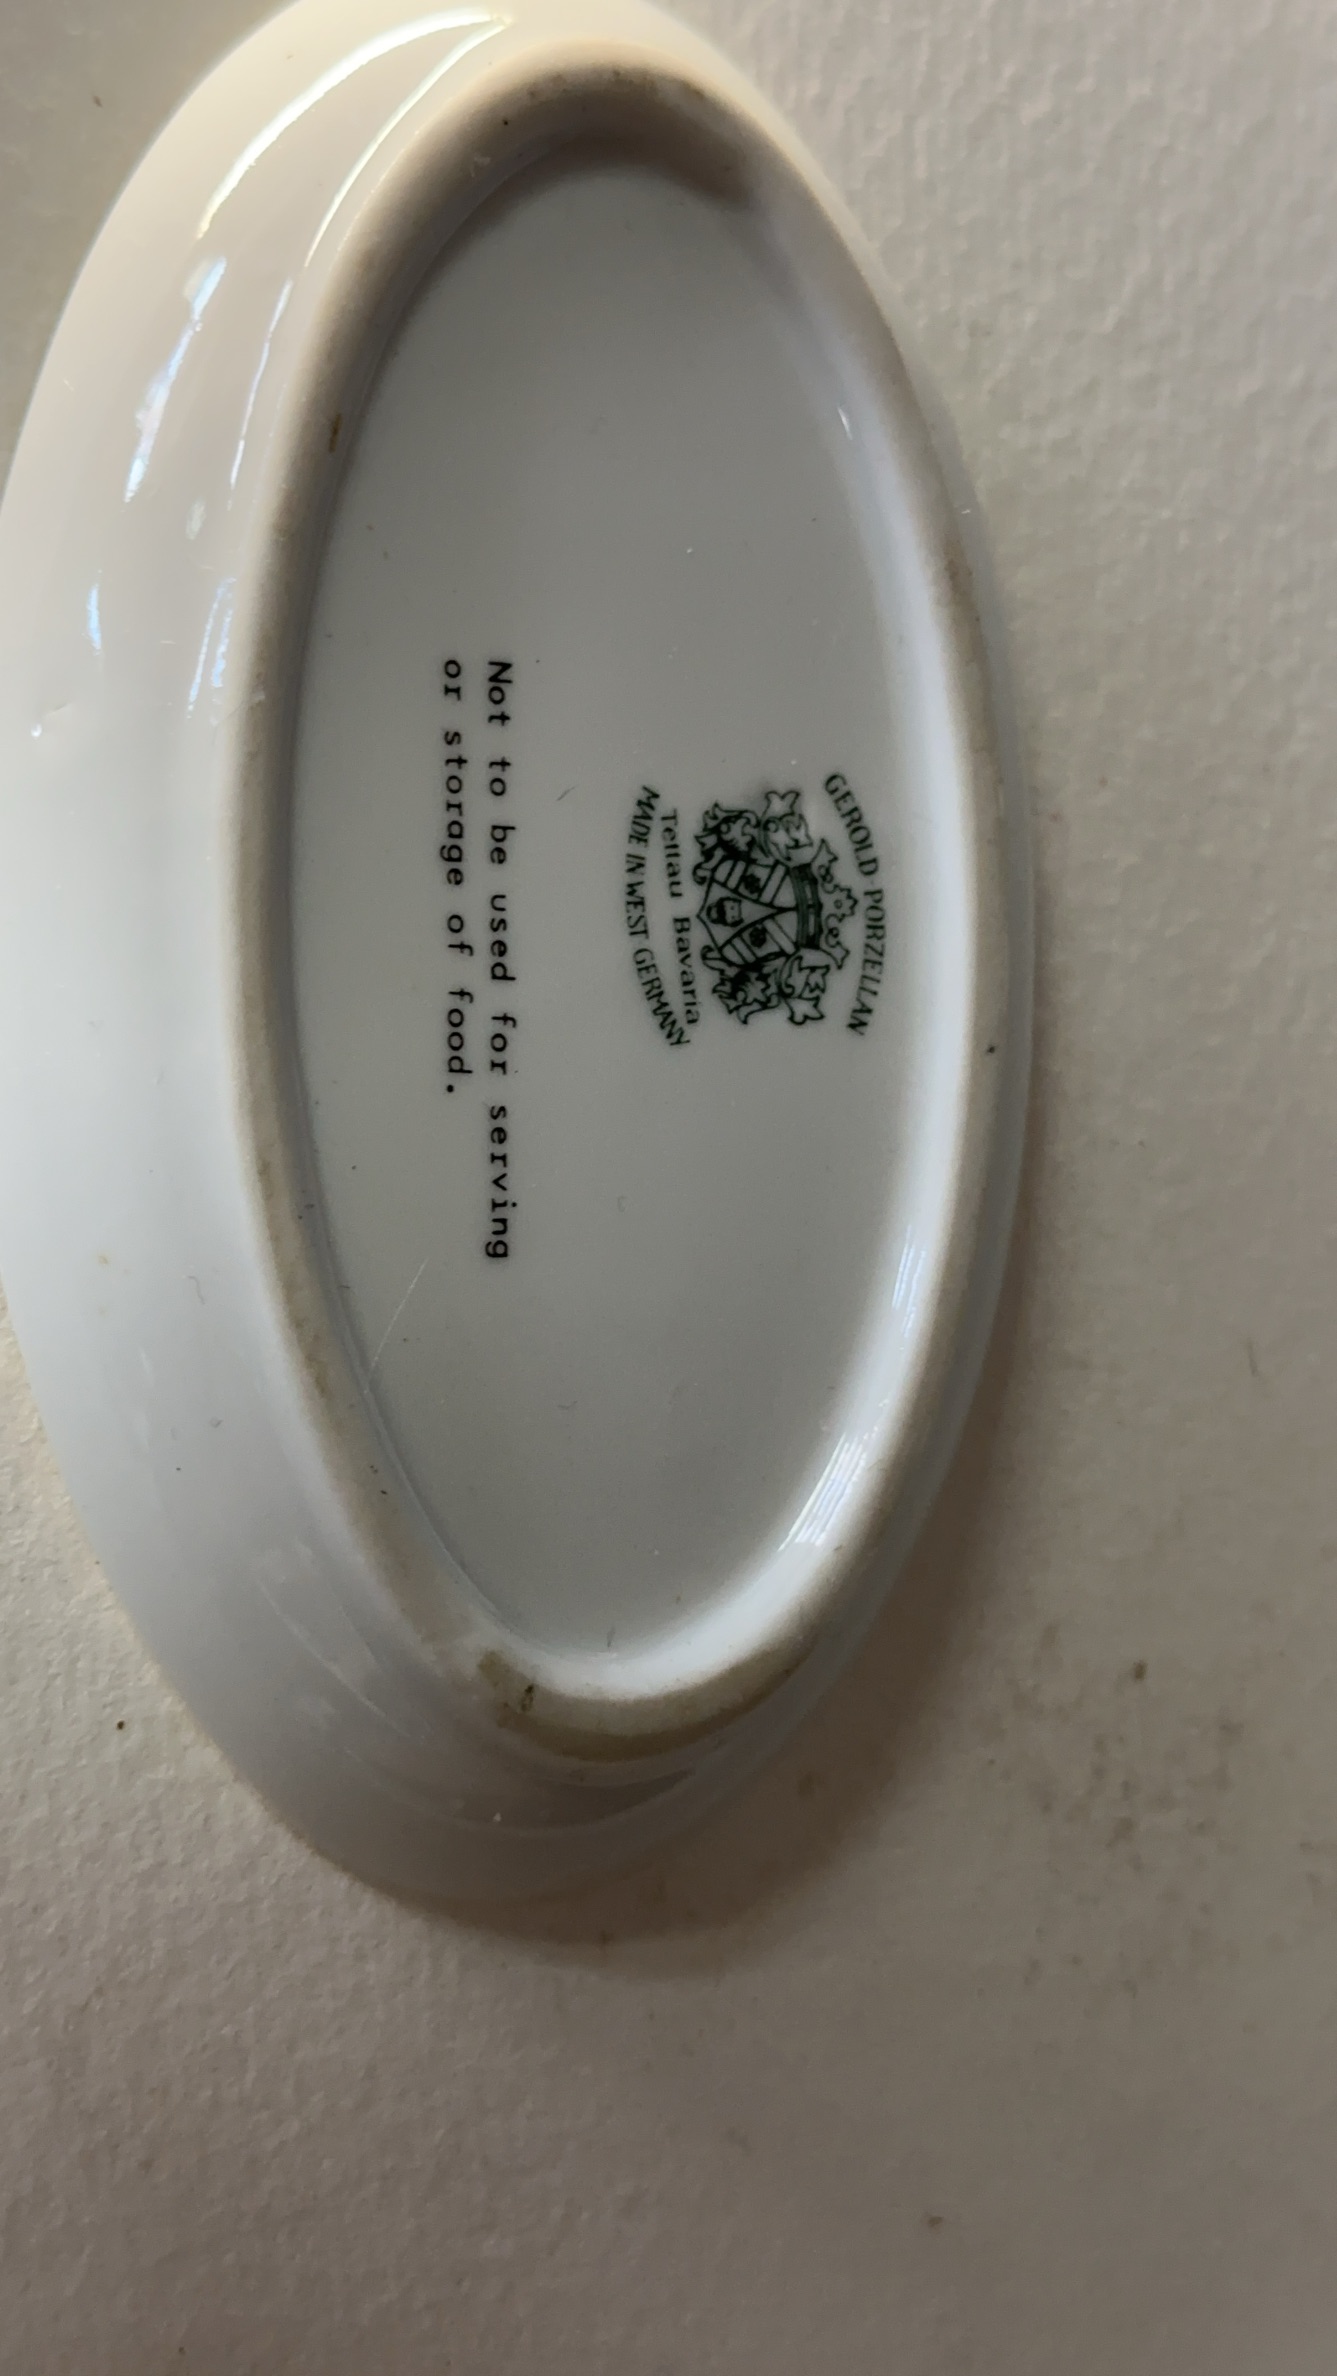 GEROLD-PORZELLAN
Tettau Bavaria
MADE IN WEST GERMANY
Not to be used for serving
or storage of food.